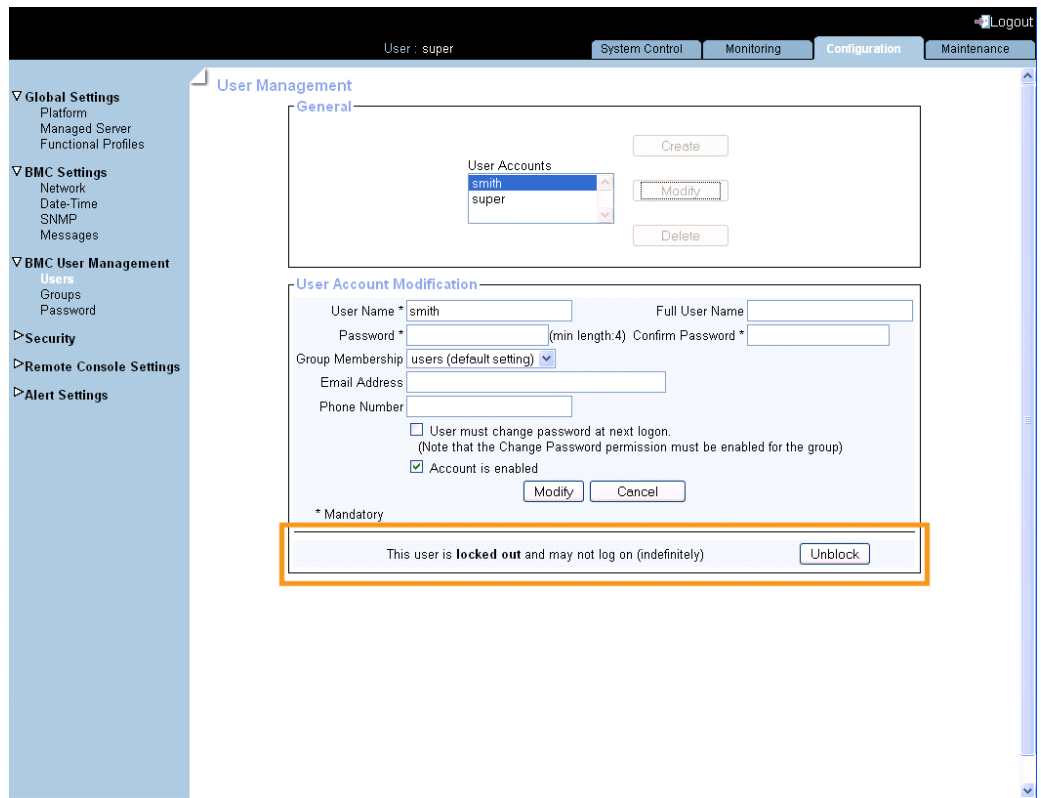 Logout
User : super
System Control
Monitoring
Configuration
Maintenance
Global Settings
Platform
Managed Server
Functional Profiles
BMC Settings
Network
Date-Time
SNMP
Messages
BMC User Management
Users
Groups
Password
Security
Remote Console Settings
Alert Settings
User Management
General
User Accounts
smith
super
Create
Modify
Delete
User Account Modification
User Name * smith Full User Name
Password * (min length:4) Confirm Password *
Group Membership users (default setting)
Email Address
Phone Number
User must change password at next logon.
(Note that the Change Password permission must be enabled for the group)
Account is enabled
Modify Cancel
* Mandatory
This user is locked out and may not log on (indefinitely) Unblock